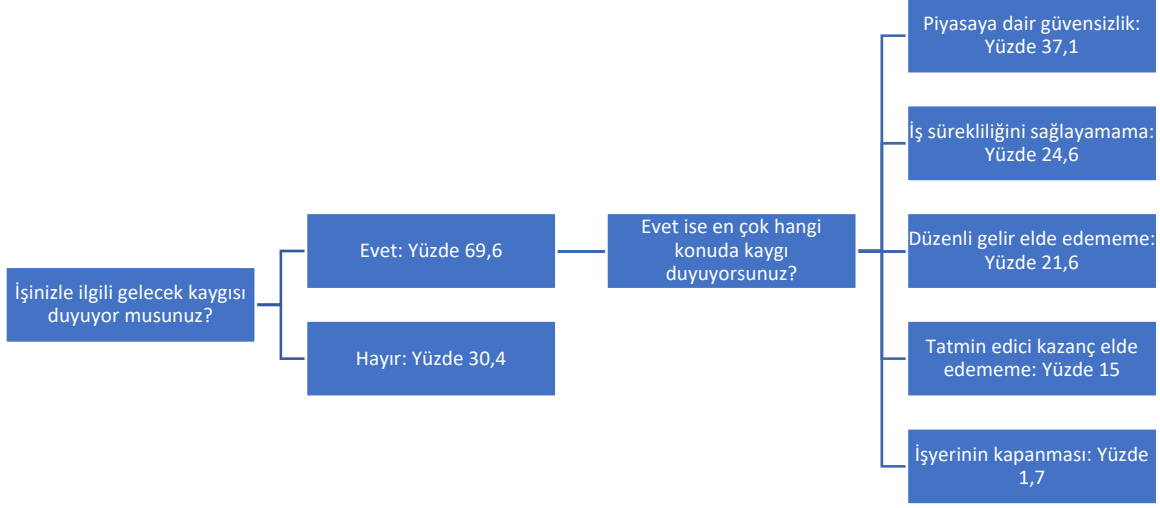 İşinizle ilgili gelecek kaygısı
duyuyor musunuz?
Evet: Yüzde 69,6
Hayır: Yüzde 30,4
Evet ise en çok hangi
konuda kaygı
duyuyorsunuz?
Piyasaya dair güvensizlik:
Yüzde 37,1
İş sürekliliğini sağlayamama:
Yüzde 24,6
Düzenli gelir elde edememe:
Yüzde 21,6
Tatmin edici kazanç elde
edememe: Yüzde 15
İşyerinin kapanması: Yüzde
1,7